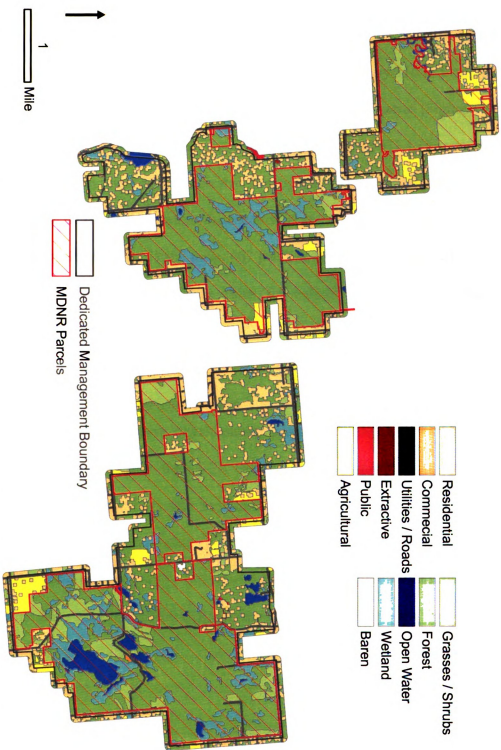 1
Mile
Dedicated Management Boundary
MDNR Parcels
Residential
Commecial
Utilities / Roads
Extractive
Public
Agricultural
Grasses / Shrubs
Forest
Open Water
Wetland
Baren